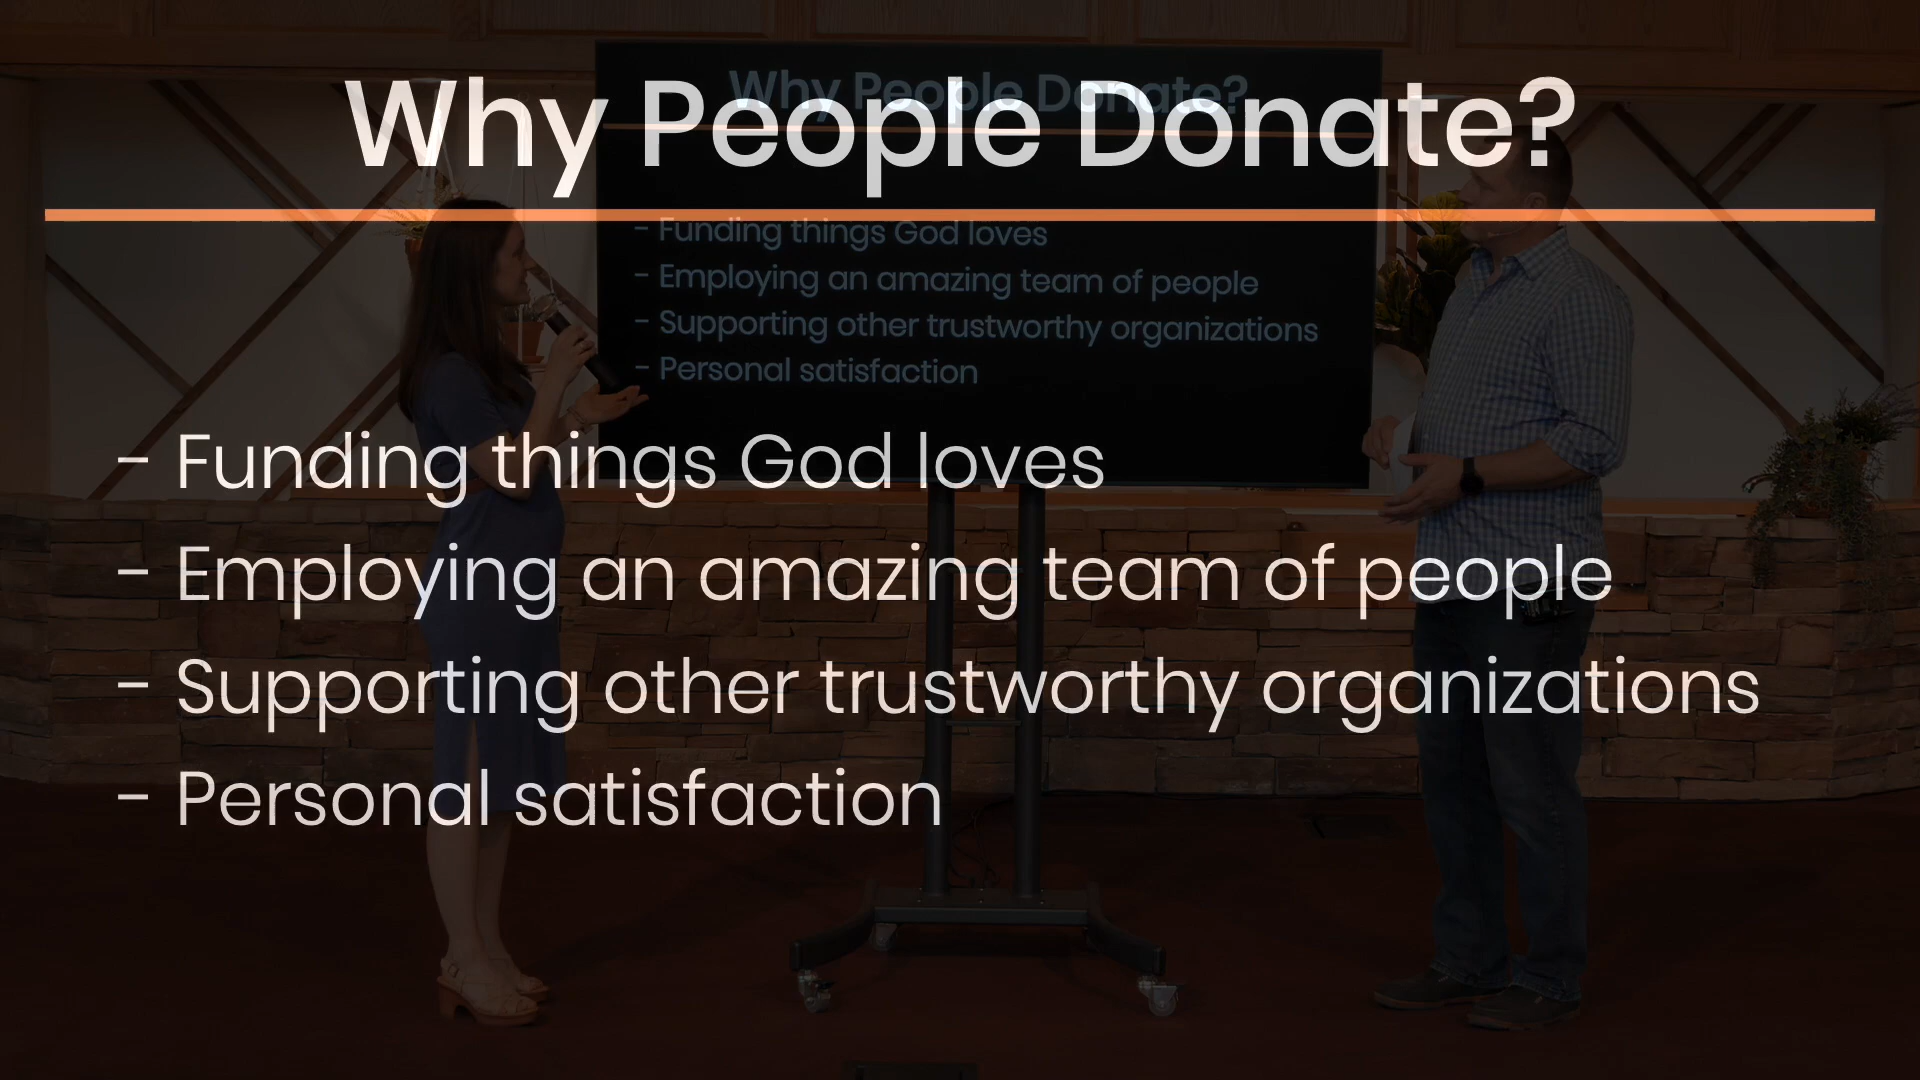 Why People Donate?
- Funding things God loves
- Employing an amazing team of people
- Supporting other trustworthy organizations
- Personal satisfaction
Why People Donate?
- Funding things God loves
- Employing an amazing team of people
- Supporting other trustworthy organizations
- Personal satisfaction